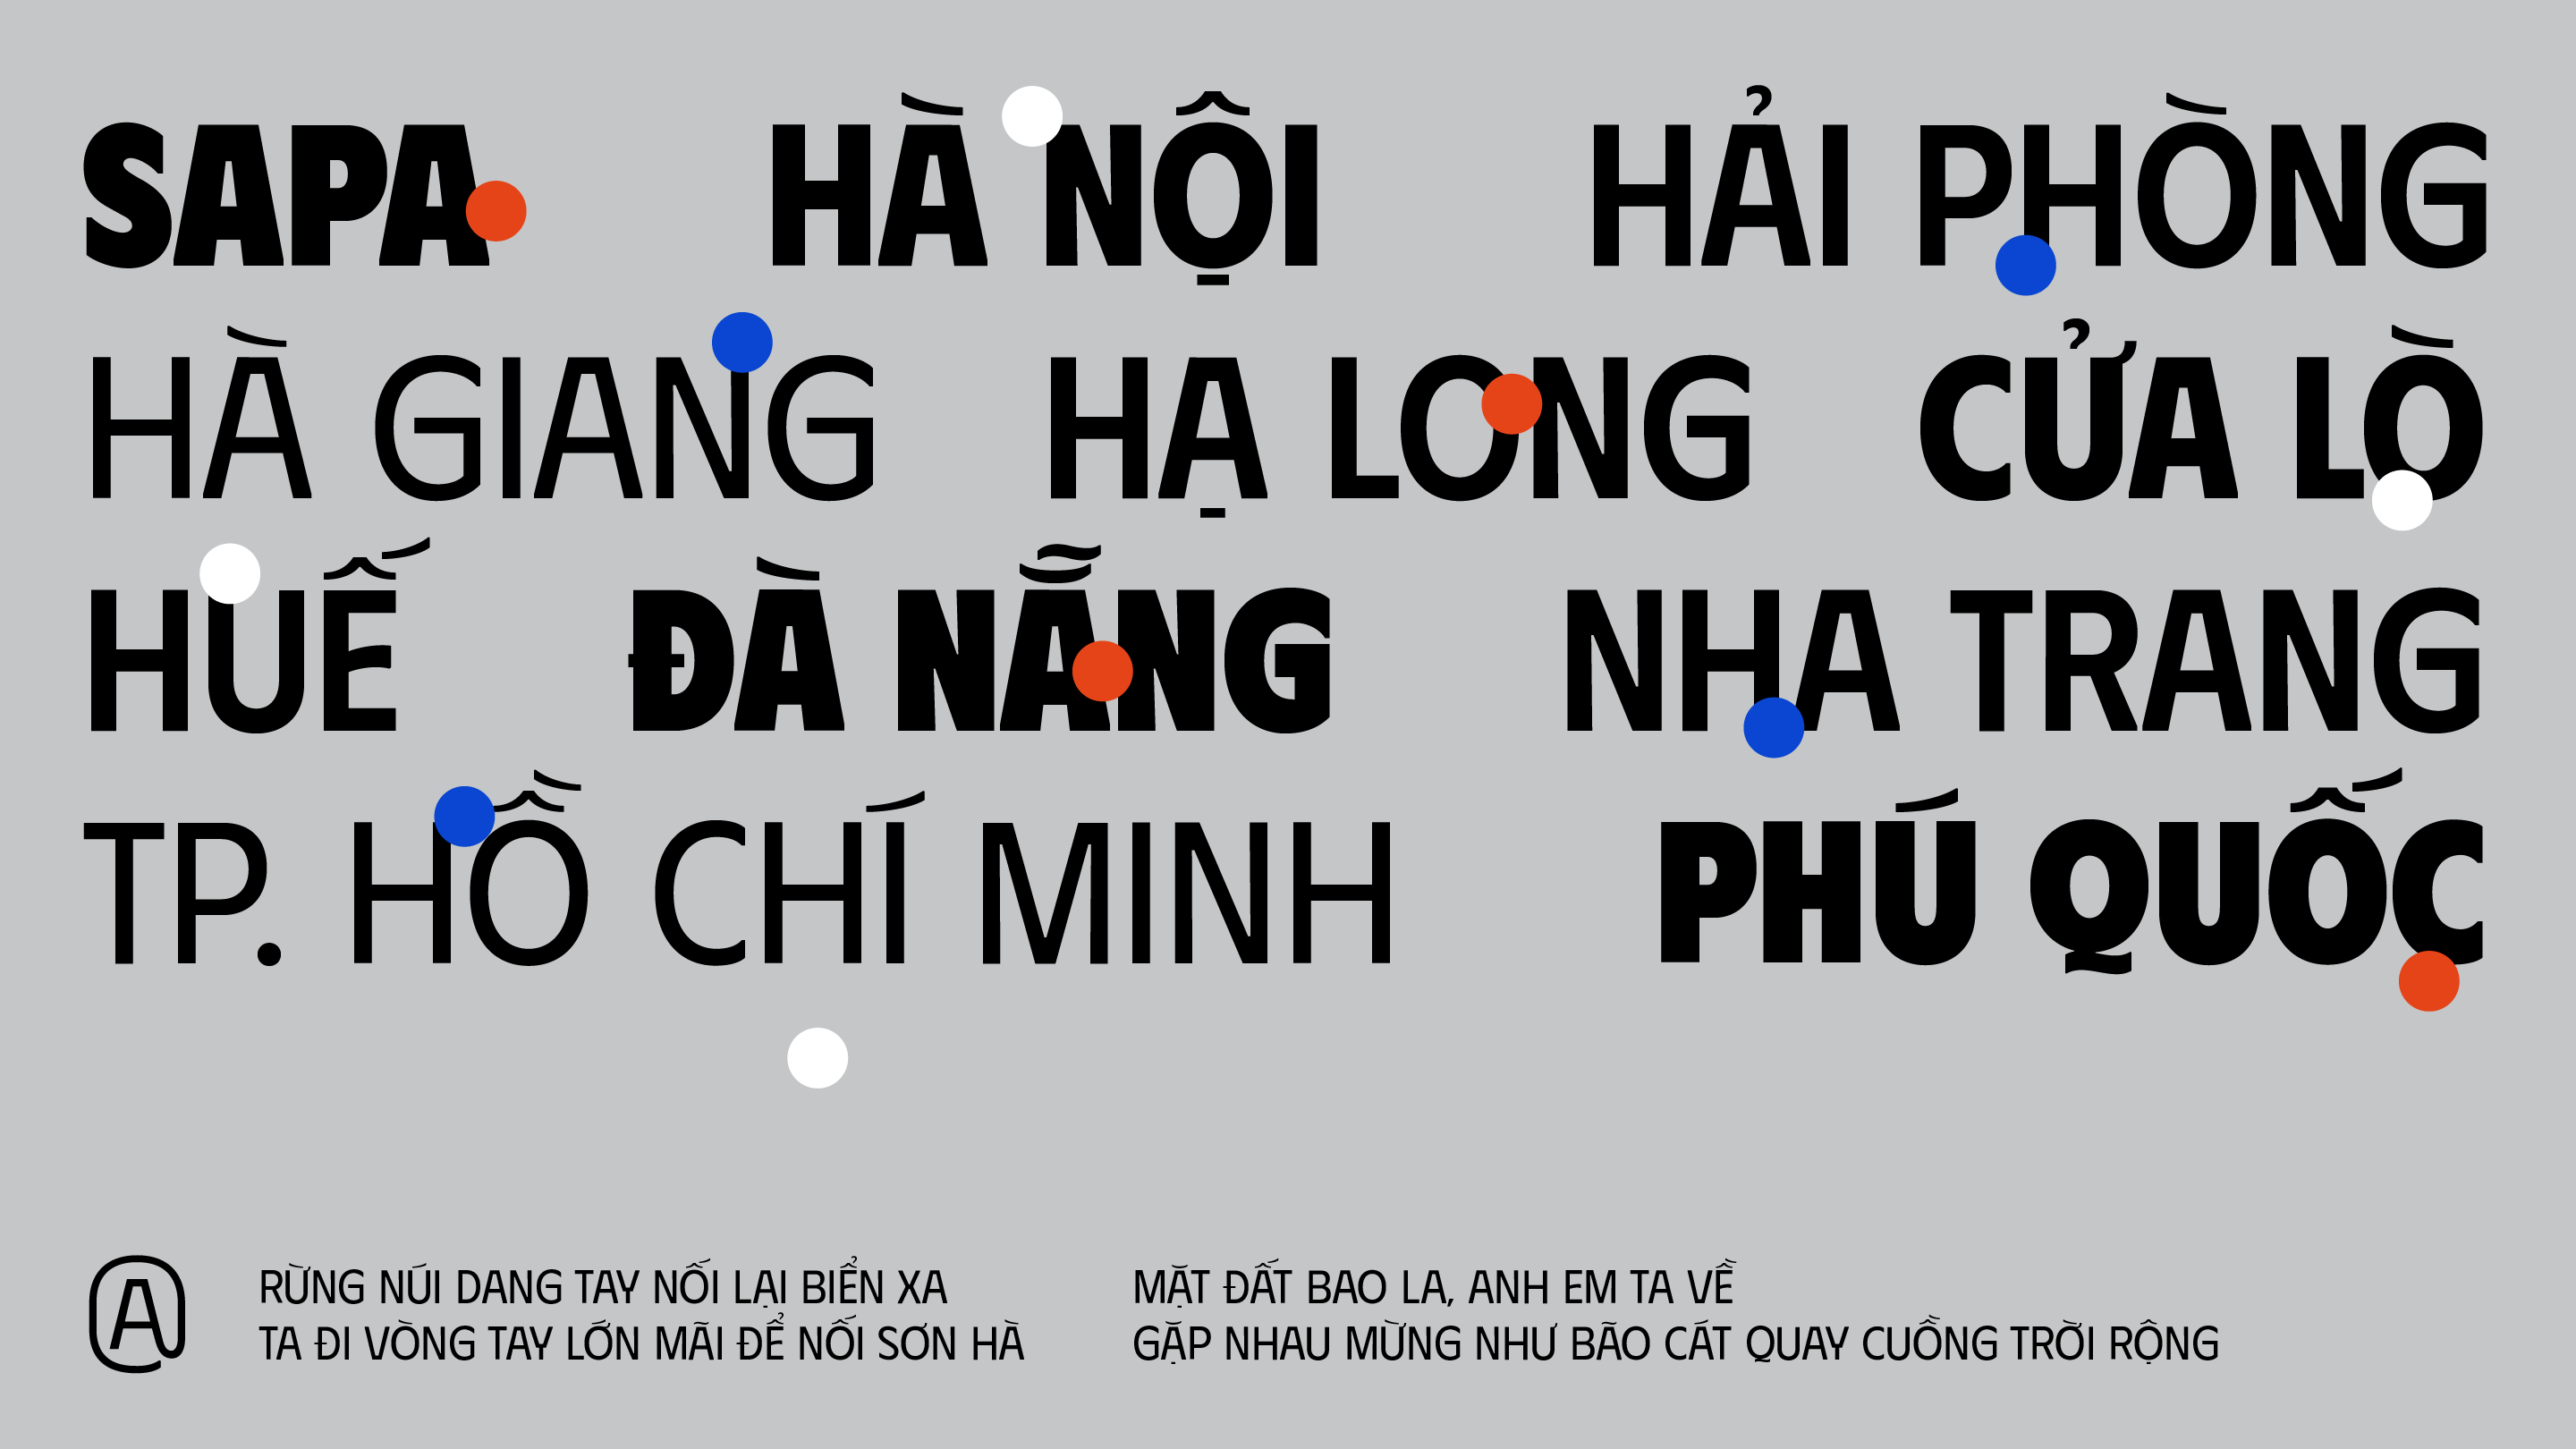 SAPA HÀ NỘI HẢI PHÒNG
HÀ GIANG HẠ LONG CỬA LÒ
HUẾ ĐÀ NẴNG NHA TRANG
TP. HỒ CHÍ MINH PHÚ QUỐC
A
RỪNG NÚI DANG TAY NỐI LẠI BIỂN XA
TA ĐI VÒNG TAY LỚN MÃI ĐỂ NỐI SƠN HÀ
MẶT ĐẤT BAO LA, ANH EM TA VỀ
GẶP NHAU MỪNG NHƯ BÃO CÁT QUAY CUỒNG TRỜI RỘNG